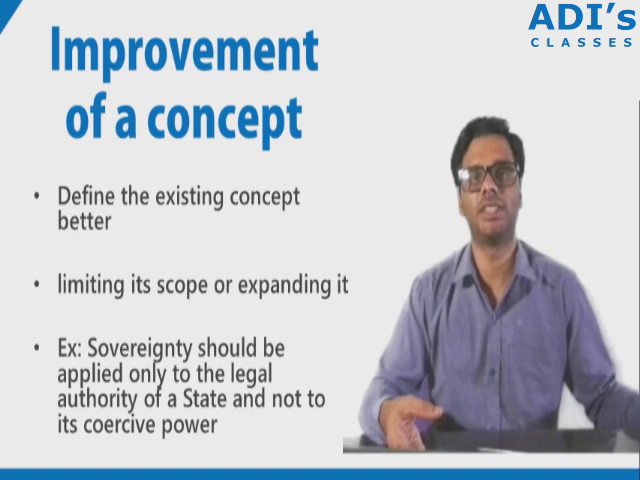 ADI's
CLASSES
Improvement
of a concept
• Define the existing concept
better
• limiting its scope or expanding it
• Ex: Sovereignty should be
applied only to the legal
authority of a State and not to
its coercive power